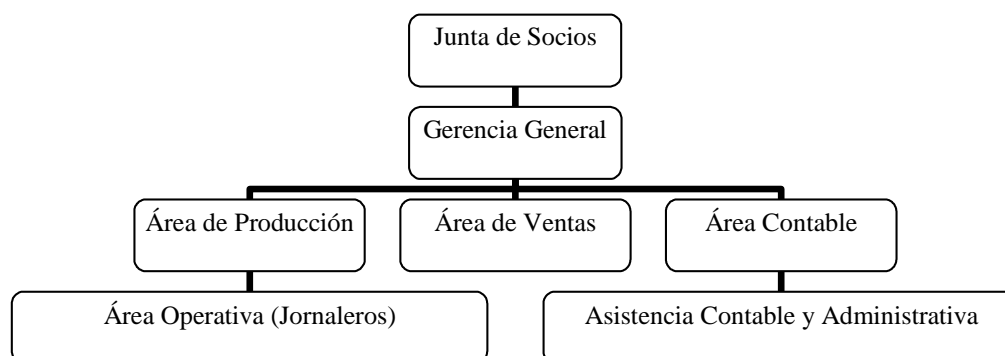 Junta de Socios
Gerencia General
Área de Producción
Área de Ventas
Área Contable
Área Operativa (Jornaleros)
Asistencia Contable y Administrativa